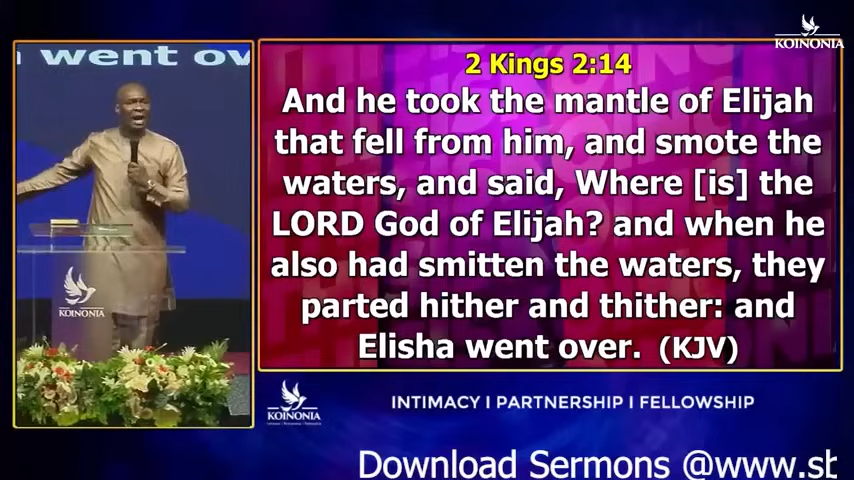 KOINONIA
went over
2 Kings 2:14
And he took the mantle of Elijah
that fell from him, and smote the
waters, and said, Where [is] the
LORD God of Elijah? and when he
also had smitten the waters, they
parted hither and thither: and
Elisha went over. (KJV)
KOINONIA
KOINONIA
INTIMACY I PARTNERSHIP I FELLOWSHIP
Download Sermons @www.